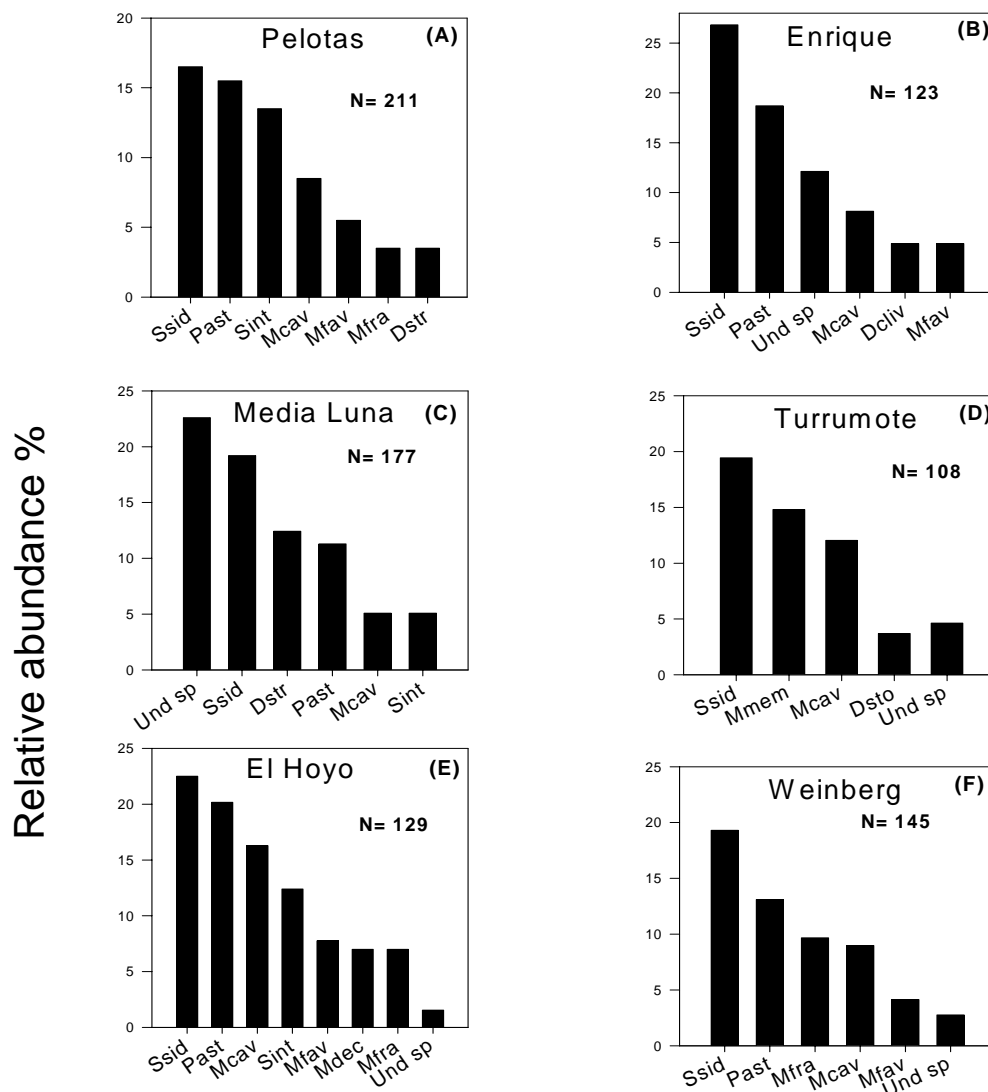 Relative abundance %
Pelotas (A)
N= 211
20
15
10
5
0
Ssid Past Sint Mcav Mfav Mfra Dstr
Enrique (B)
N= 123
25
20
15
10
5
0
Ssid Past Und sp Mcav Dcliv Mfav
Media Luna (C)
N= 177
25
20
15
10
5
0
Und sp Ssid Dstr Past Mcav Sint
Turrumote (D)
N= 108
25
20
15
10
5
0
Ssid Mmem Mcav Dsto Und sp
El Hoyo (E)
N= 129
25
20
15
10
5
0
Ssid Past Mcav Sint Mfav Mdec Mfra Und sp
Weinberg (F)
N= 145
25
20
15
10
5
0
Ssid Past Mfra Mcav Mfav Und sp